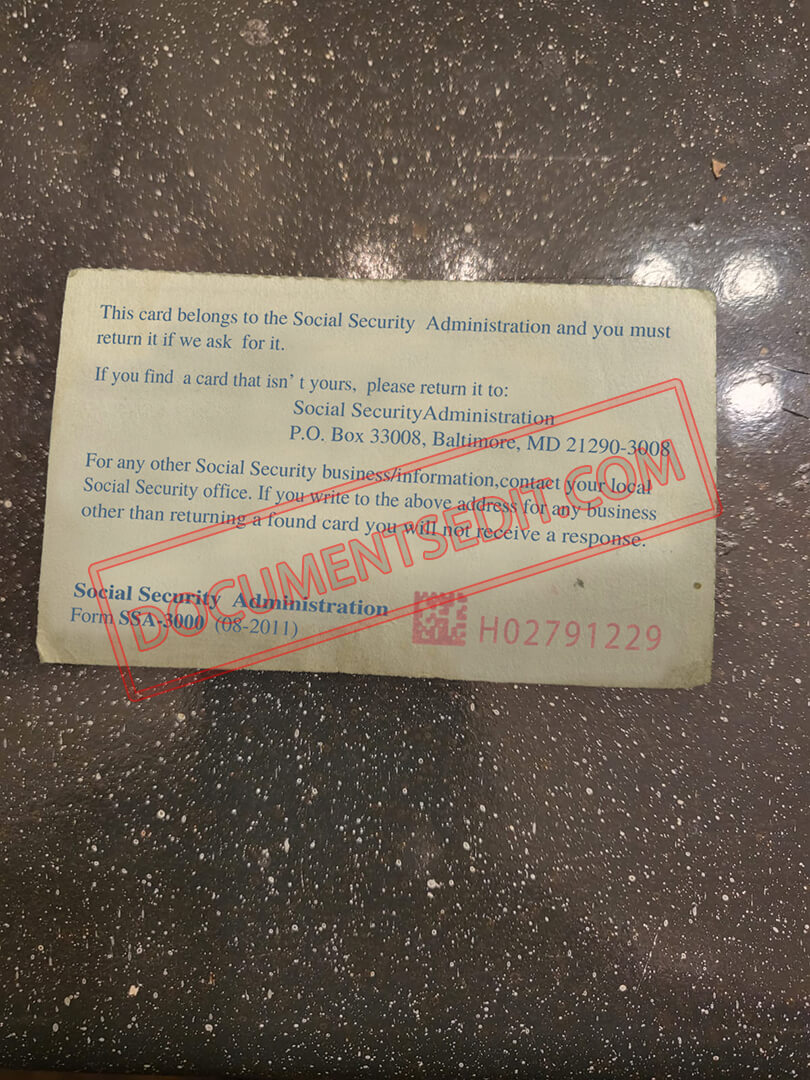 This card belongs to the Social Security Administration and you must
return it if we ask for it.
If you find a card that isn't yours, please return it to:
Social SecurityAdministration
P.O. Box 33008, Baltimore, MD 21290-3008
For any other Social Security business/information,contact your local
Social Security office. If you write to the above address for any business
other than returning a found card you will not receive a response.
DOCUMENTSEDIT.COM
Social Security Administration
Form SSA-3000 (08-2011)
H02791229